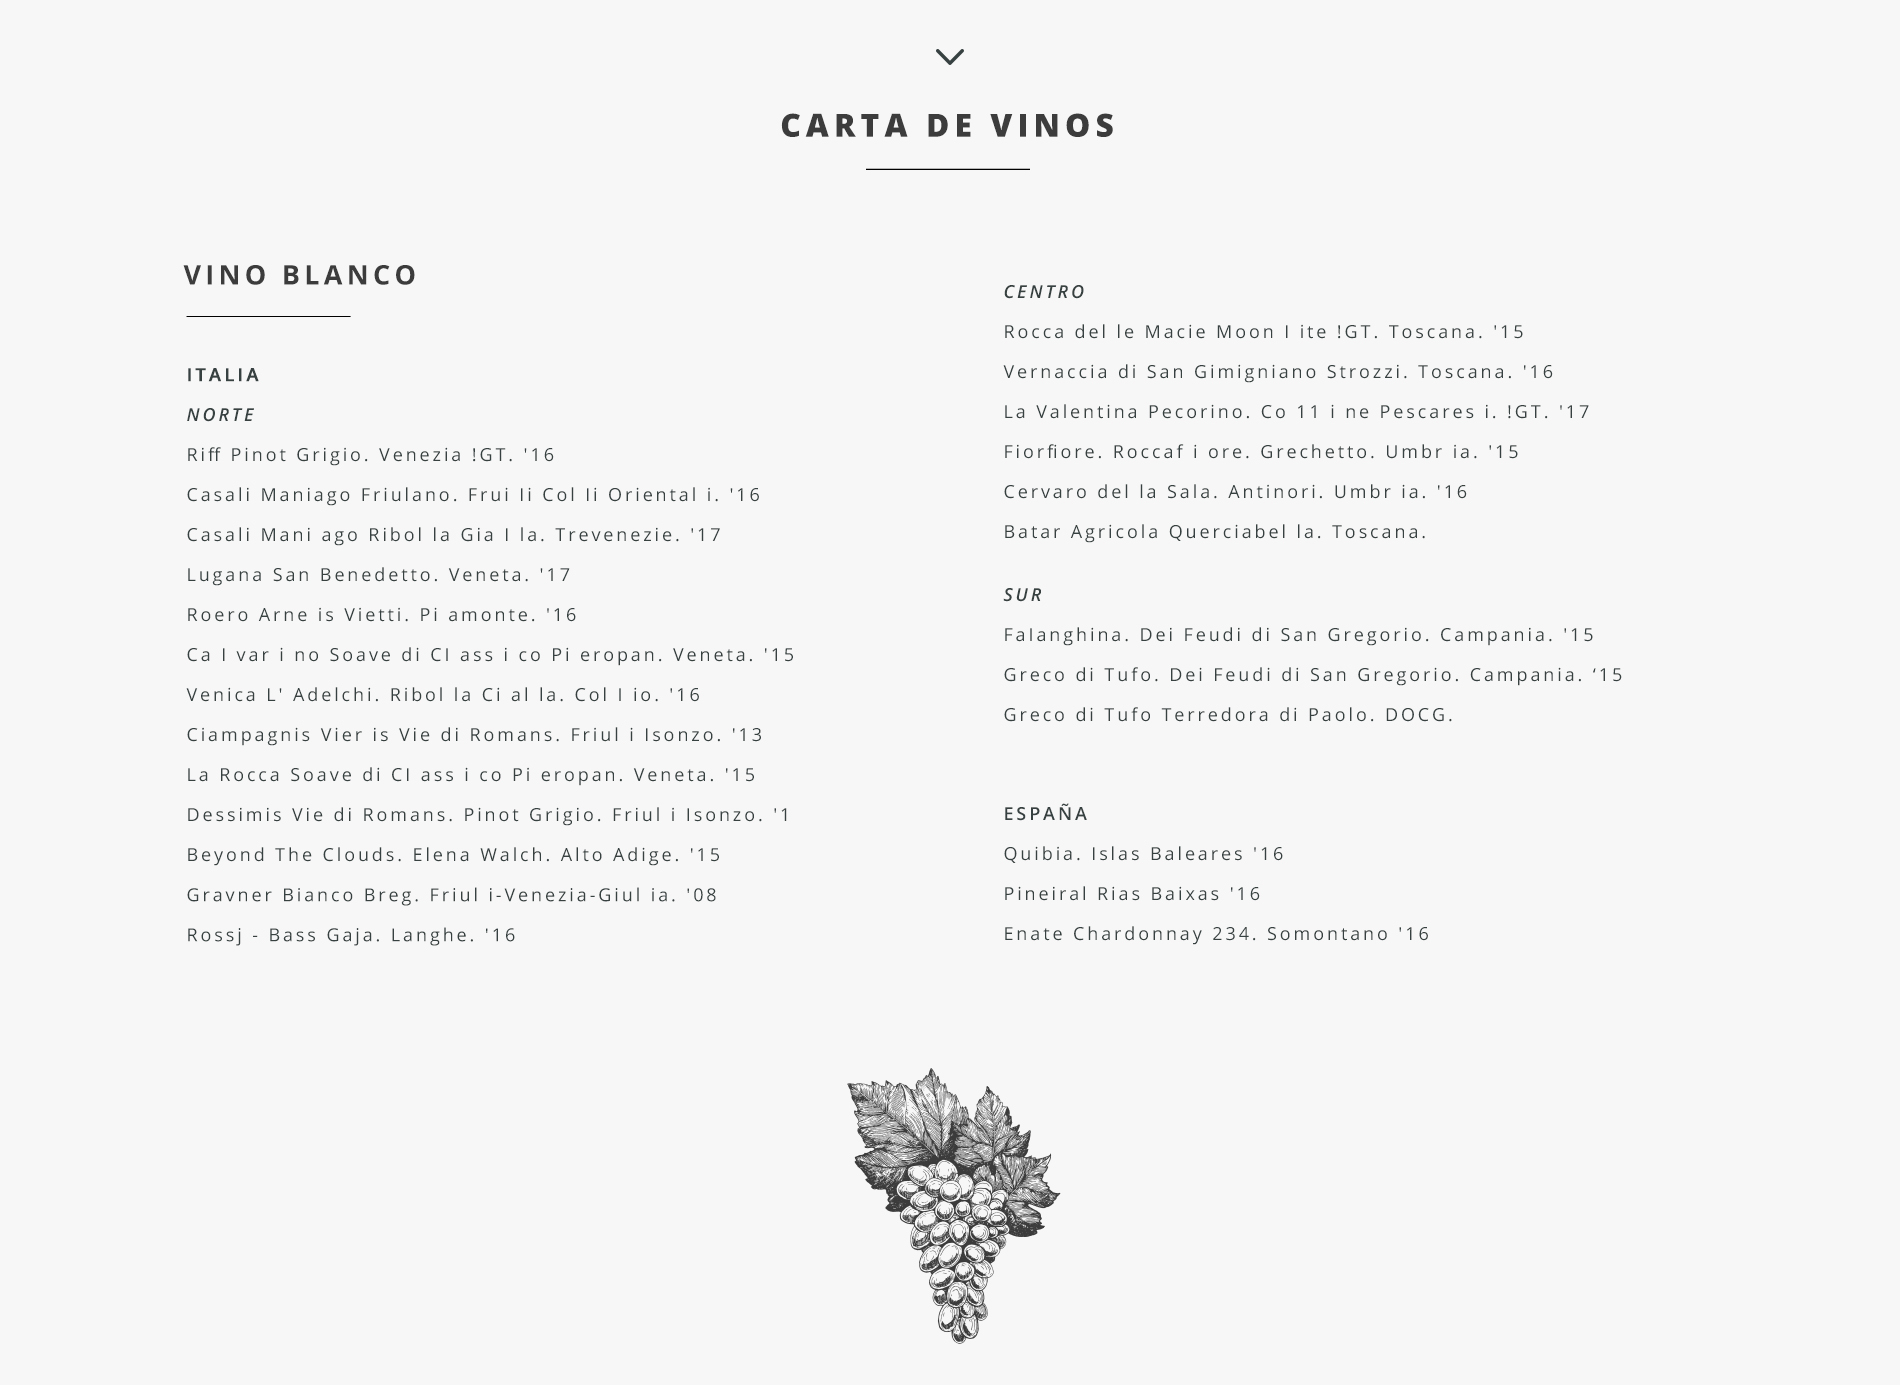 CARTA DE VINOS
VINO BLANCO
ITALIA
NORTE
Riff Pinot Grigio. Venezia !GT. '16
Casali Maniago Friulano. Frui Ii Col Ii Oriental i. '16
Casali Mani ago Ribol la Gia I la. Trevenezie. '17
Lugana San Benedetto. Veneta. '17
Roero Arne is Vietti. Pi amonte. '16
Ca I var i no Soave di CI ass i co Pi eropan. Veneta. '15
Venica L' Adelchi. Ribol la Ci al la. Col I io. '16
Ciampagnis Vier is Vie di Romans. Friul i Isonzo. '13
La Rocca Soave di CI ass i co Pi eropan. Veneta. '15
Dessimis Vie di Romans. Pinot Grigio. Friul i Isonzo. '1
Beyond The Clouds. Elena Walch. Alto Adige. '15
Gravner Bianco Breg. Friul i-Venezia-Giul ia. '08
Rossj - Bass Gaja. Langhe. '16
CENTRO
Rocca del le Macie Moon I ite !GT. Toscana. '15
Vernaccia di San Gimigniano Strozzi. Toscana. '16
La Valentina Pecorino. Co 11 i ne Pescares i. !GT. '17
Fiorfiore. Roccaf i ore. Grechetto. Umbr ia. '15
Cervaro del la Sala. Antinori. Umbr ia. '16
Batar Agricola Querciabel la. Toscana.
SUR
FaIanghina. Dei Feudi di San Gregorio. Campania. '15
Greco di Tufo. Dei Feudi di San Gregorio. Campania. ‘15
Greco di Tufo Terredora di Paolo. DOCG.
ESPAÑA
Quibia. Islas Baleares '16
Pineiral Rias Baixas '16
Enate Chardonnay 234. Somontano '16